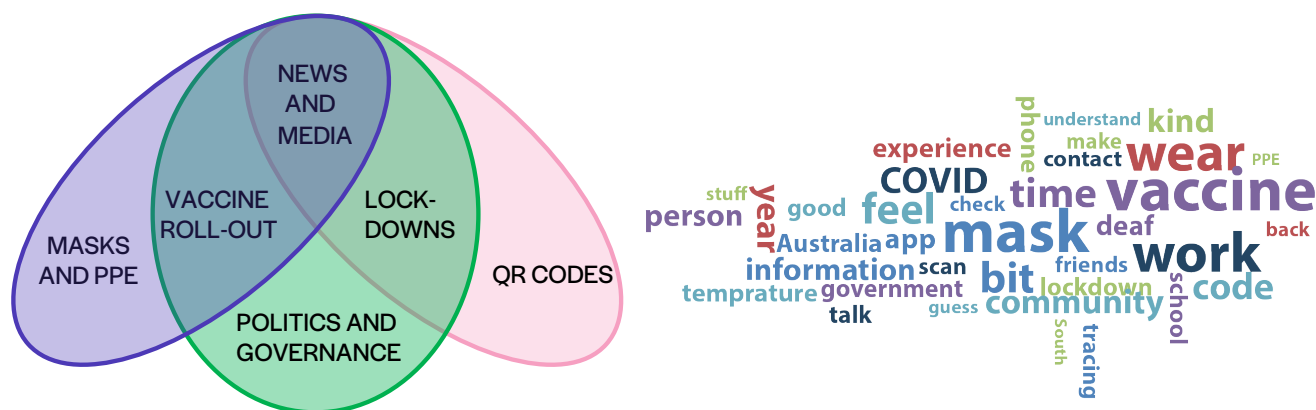 NEWS
AND
MEDIA
VACCINE
ROLL-OUT
LOCK-
DOWNS
MASKS
AND PPE
QR CODES
POLITICS AND
GOVERNANCE
phone
understand
kind
make
experience
contact
wear
PPE
COVID
time
vaccine
stuff
year
good
feel
check
person
mask
deaf
back
Australia
app
work
information
scan
friends
bit
lockdown
school
code
temprature
government
community
guess
talk
South
tracing